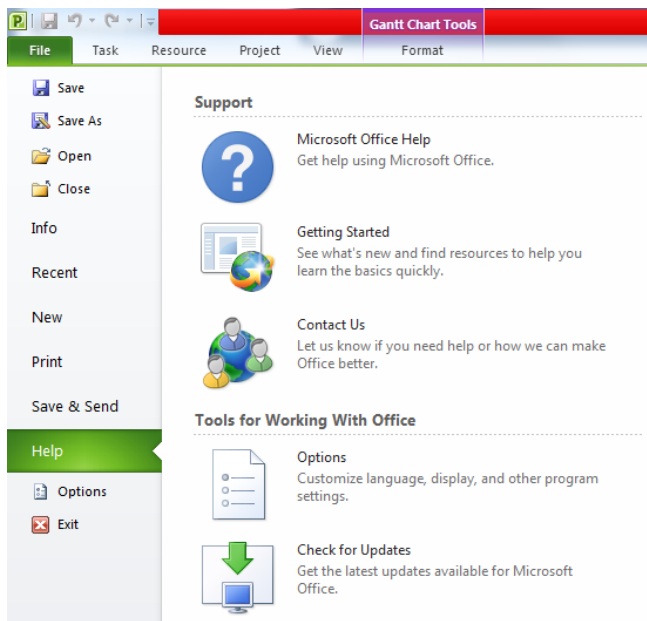 Gantt Chart Tools
File Task Resource Project View Format
Save
Save As
Open
Close
Info
Recent
New
Print
Save & Send
Help
Options
Exit
Support
Microsoft Office Help
Get help using Microsoft Office.
Getting Started
See what's new and find resources to help you
learn the basics quickly.
Contact Us
Let us know if you need help or how we can make
Office better.
Tools for Working With Office
Options
Customize language, display, and other program
settings.
Check for Updates
Get the latest updates available for Microsoft
Office.